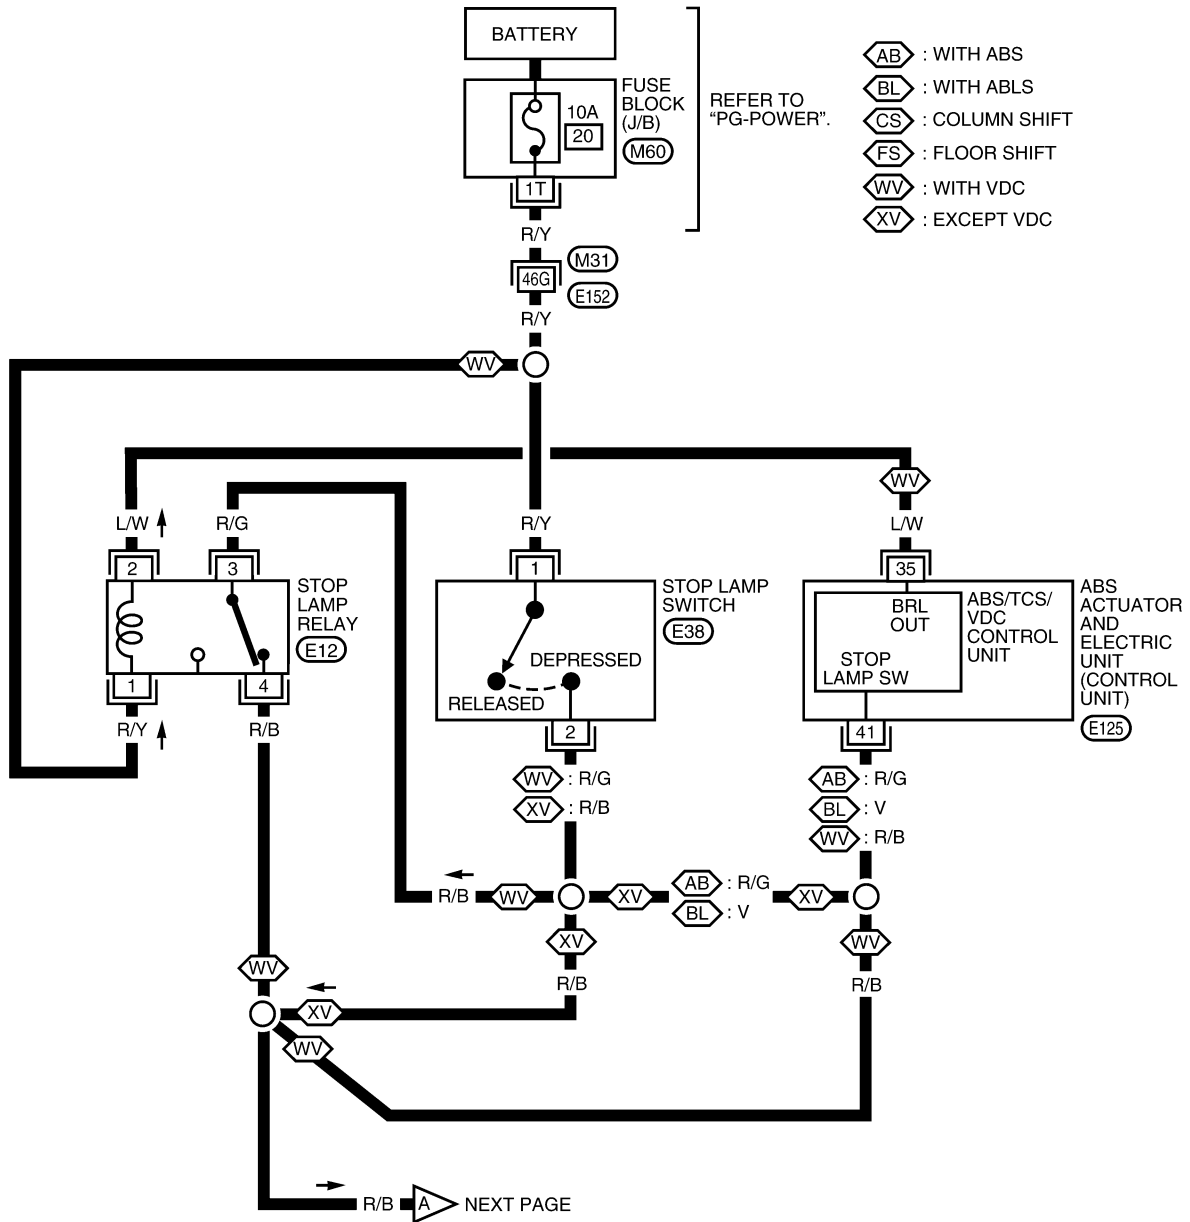 BATTERY
FUSE
BLOCK
(J/B)
M60
10A
20
1T
REFER TO
“PG-POWER”.
AB : WITH ABS
BL : WITH ABLS
CS : COLUMN SHIFT
FS : FLOOR SHIFT
WV : WITH VDC
XV : EXCEPT VDC
R/Y
M31
46G
E152
R/Y
WV
WV
L/W
R/G
R/Y
L/W
2
3
1
35
STOP
LAMP
RELAY
E12
1
4
R/Y
R/B
STOP LAMP
SWITCH
E38
DEPRESSED
RELEASED
2
BRL
OUT
STOP
LAMP SW
ABS/TCS/
VDC
CONTROL
UNIT
ABS
ACTUATOR
AND
ELECTRIC
UNIT
(CONTROL
UNIT)
E125
41
WV : R/G
XV : R/B
AB : R/G
BL : V
WV : R/B
R/B
WV
XV
AB : R/G
BL : V
XV
XV
WV
R/B
R/B
WV
XV
WV
R/B
A
NEXT PAGE